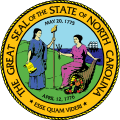 THE GREAT SEAL OF THE STATE OF NORTH CAROLINA
MAY 20, 1775
APRIL 12, 1776
ESSE QUAM VIDERI